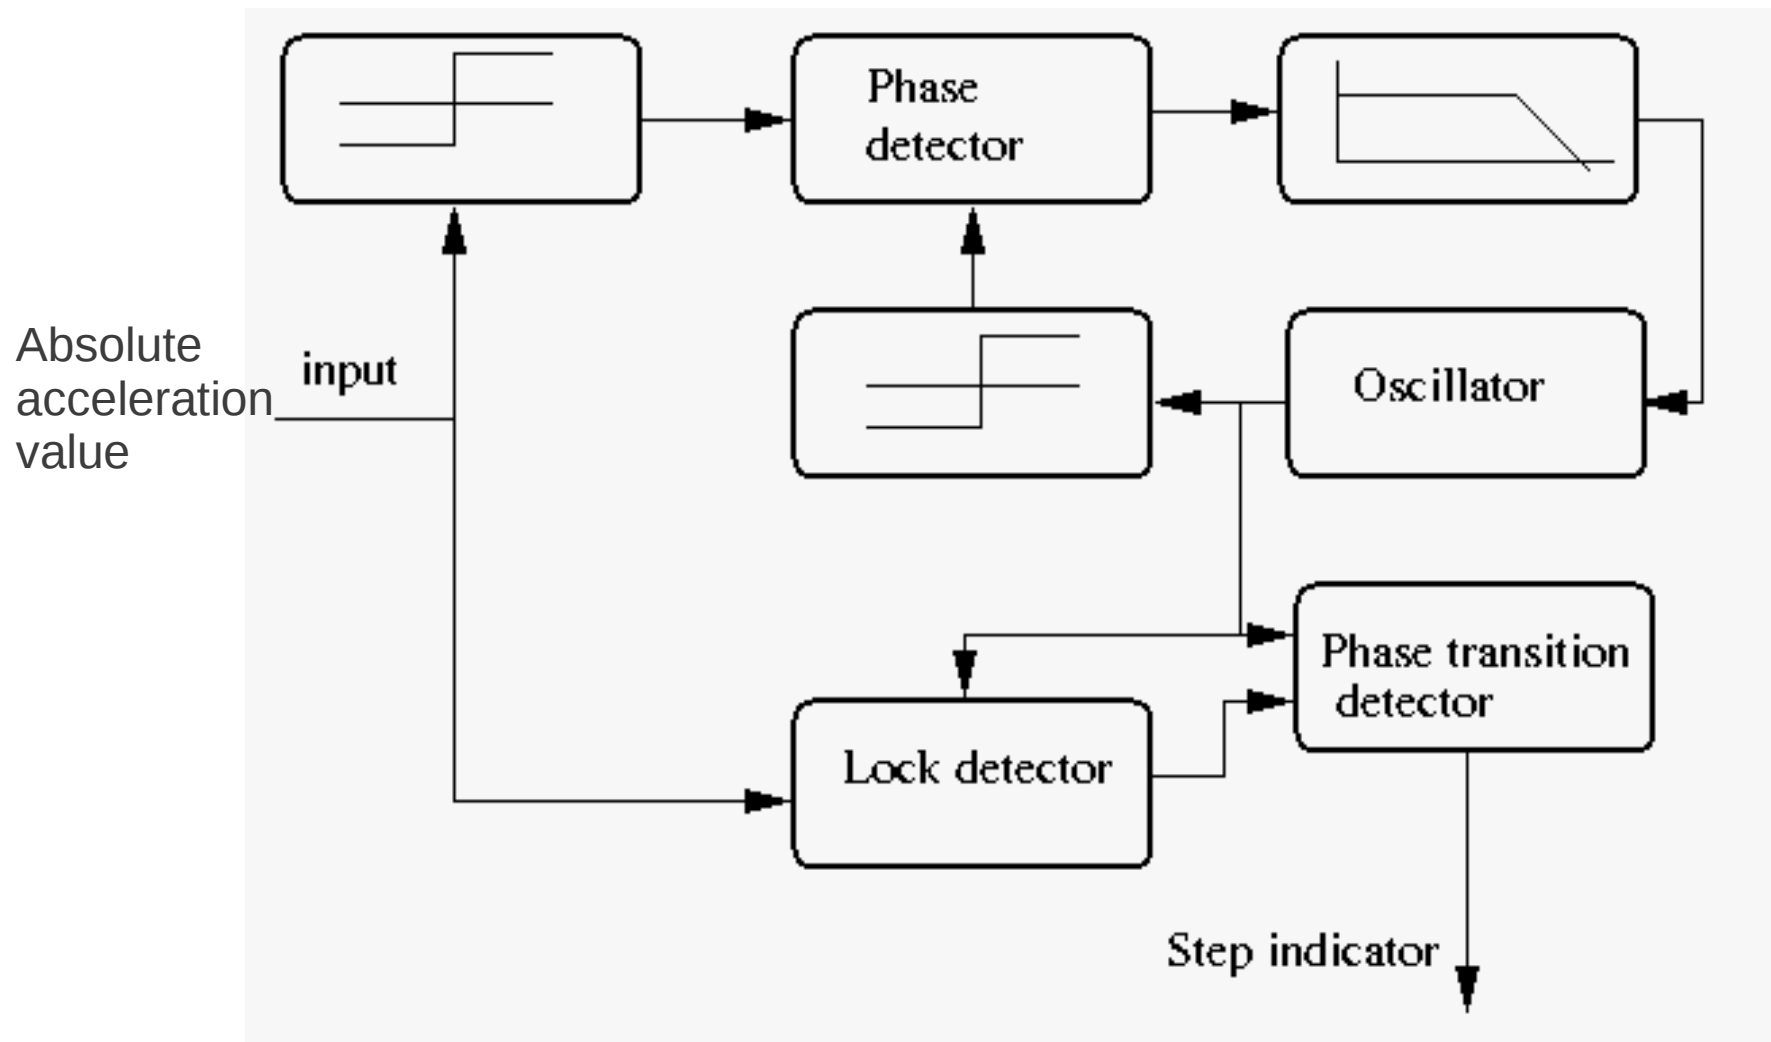 Phase
detector
Absolute
acceleration
value
input
Oscillator
Phase transition
detector
Lock detector
Step indicator